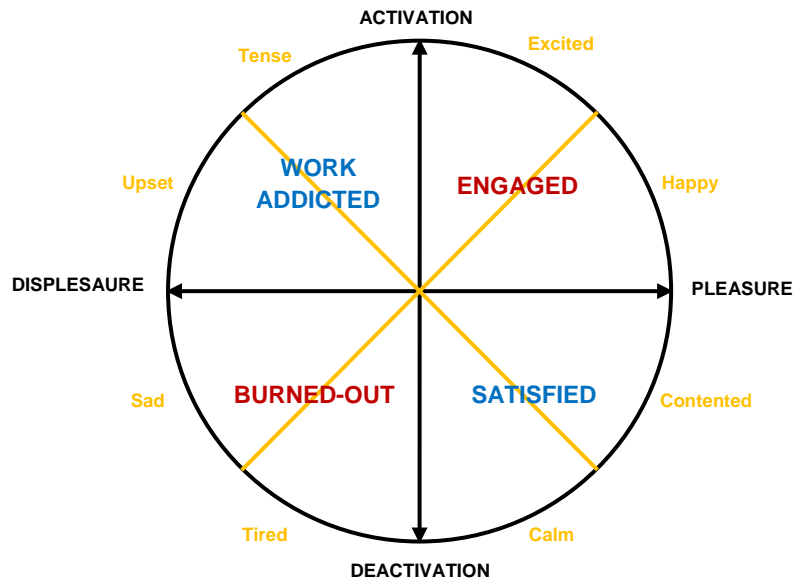 ACTIVATION
Tense
Excited
WORK
ADDICTED
ENGAGED
Upset
Happy
DISPLESAURE
PLEASURE
BURNED-OUT
SATISFIED
Sad
Contented
Tired
Calm
DEACTIVATION